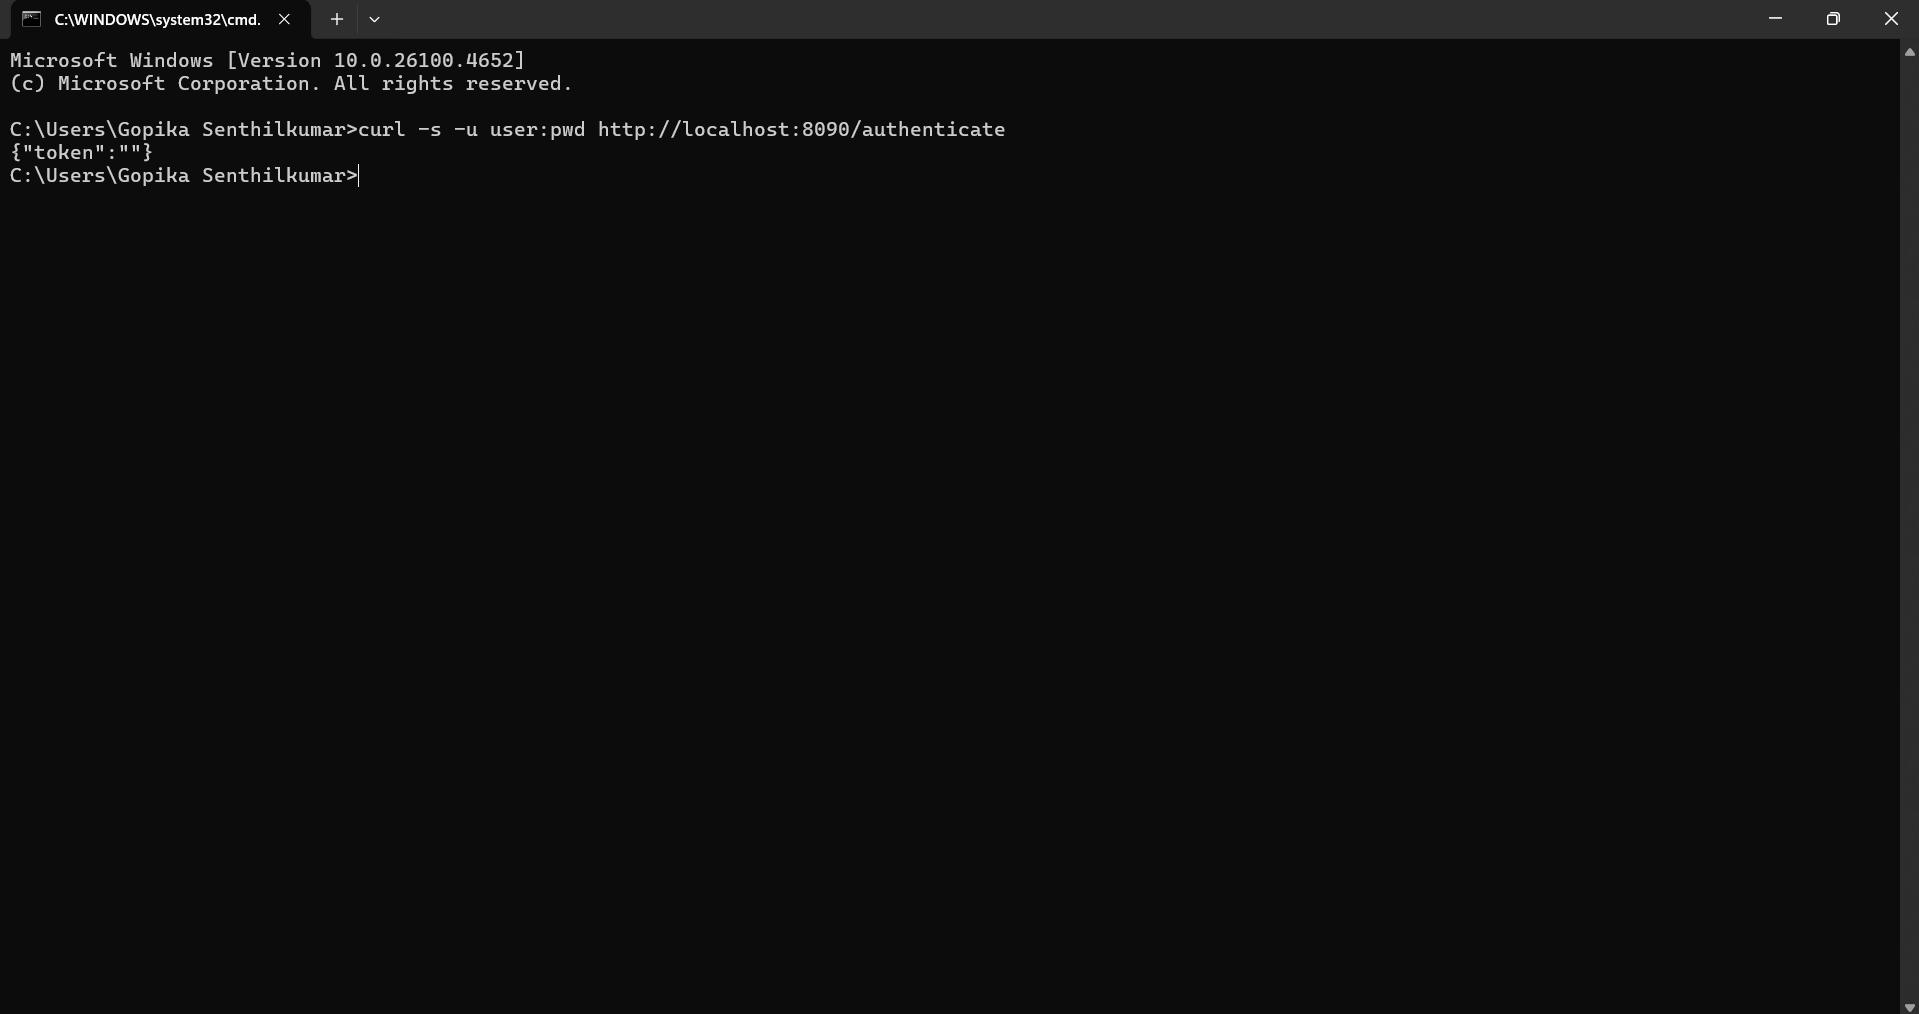 C:\WINDOWS\system32\cmd.
Microsoft Windows [Version 10.0.26100.4652]
(c) Microsoft Corporation. All rights reserved.
C:\Users\Gopika Senthilkumar>curl -s -u user:pwd http://localhost:8090/authenticate
{"token":""}
C:\Users\Gopika Senthilkumar>